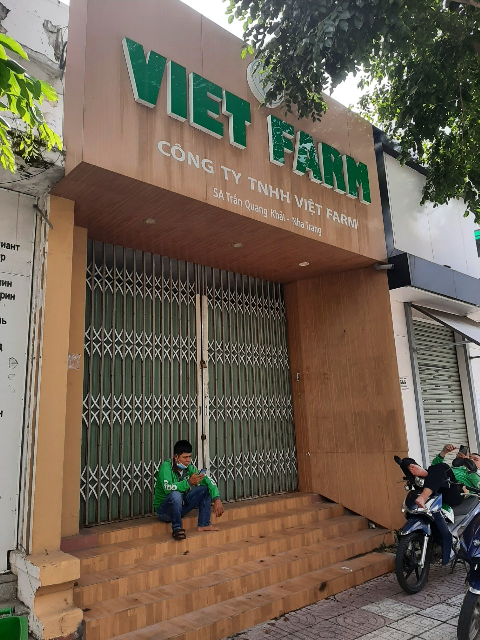 VIET FARM
CÔNG TY TNHH VIỆT FARM
5A Trần Quang Khải - Nha Trang